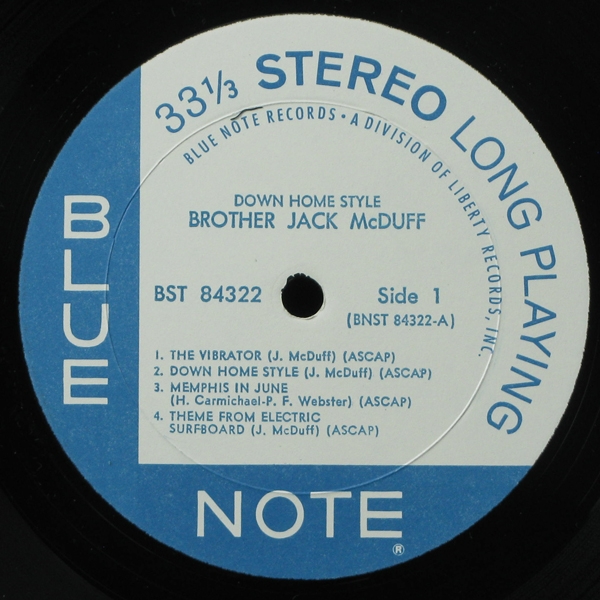 33 1/3 STEREO LONG PLAYING
BLUE NOTE RECORDS • A DIVISION OF LIBERTY RECORDS, INC.
DOWN HOME STYLE
BROTHER JACK McDUFF
BST 84322
Side 1
(BNST 84322-A)
1. THE VIBRATOR (J. McDuff) (ASCAP)
2. DOWN HOME STYLE (J. McDuff) (ASCAP)
3. MEMPHIS IN JUNE
(H. Carmichael-P. F. Webster) (ASCAP)
4. THEME FROM ELECTRIC
SURFBOARD (J. McDuff) (ASCAP)
BLUE
NOTE®